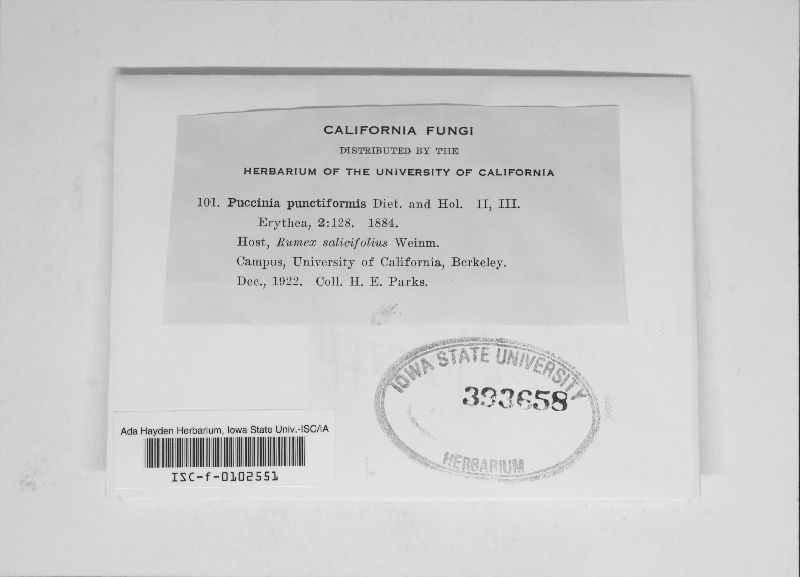 CALIFORNIA FUNGI
DISTRIBUTED BY THE
HERBARIUM OF THE UNIVERSITY OF CALIFORNIA
101. Puccinia punctiformis Diet. and Hol. II, III.
Erythea, 2:128. 1884.
Host, Rumex salicifolius Weinm.
Campus, University of California, Berkeley.
Dec., 1922. Coll. H. E. Parks.
IOWA STATE UNIVERSITY
393658
HERBARIUM
Ada Hayden Herbarium, Iowa State Univ.-ISC/IA
ISC-f-0102551